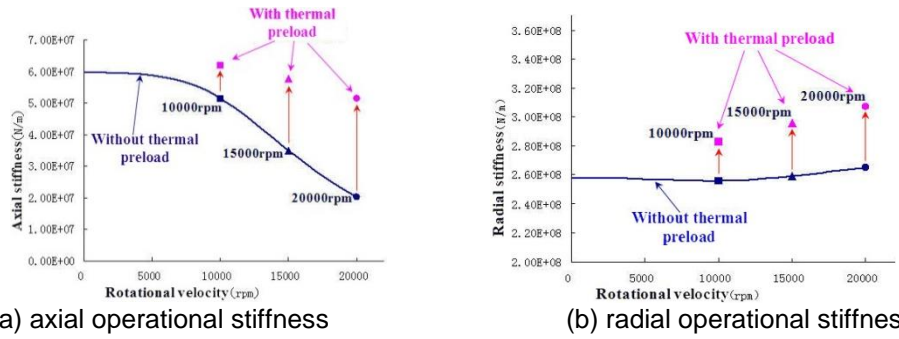 With thermal
preload
7.00E+07
6.00E+07
5.00E+07
4.00E+07
3.00E+07
2.00E+07
1.00E+07
0.00E+00
Axial stiffness(N/m)
10000rpm
15000rpm
20000rpm
Without thermal
preload
5000 10000 15000 20000
Rotational velocity(rpm)
a) axial operational stiffness
3.80E+08
3.60E+08
3.40E+08
3.20E+08
3.00E+08
2.80E+08
2.60E+08
2.40E+08
2.20E+08
2.00E+08
Radial stiffness(N/m)
With thermal preload
10000rpm
15000rpm
20000rpm
Without thermal
preload
0 5000 10000 15000 20000
Rotational velocity(rpm)
(b) radial operational stiffnes